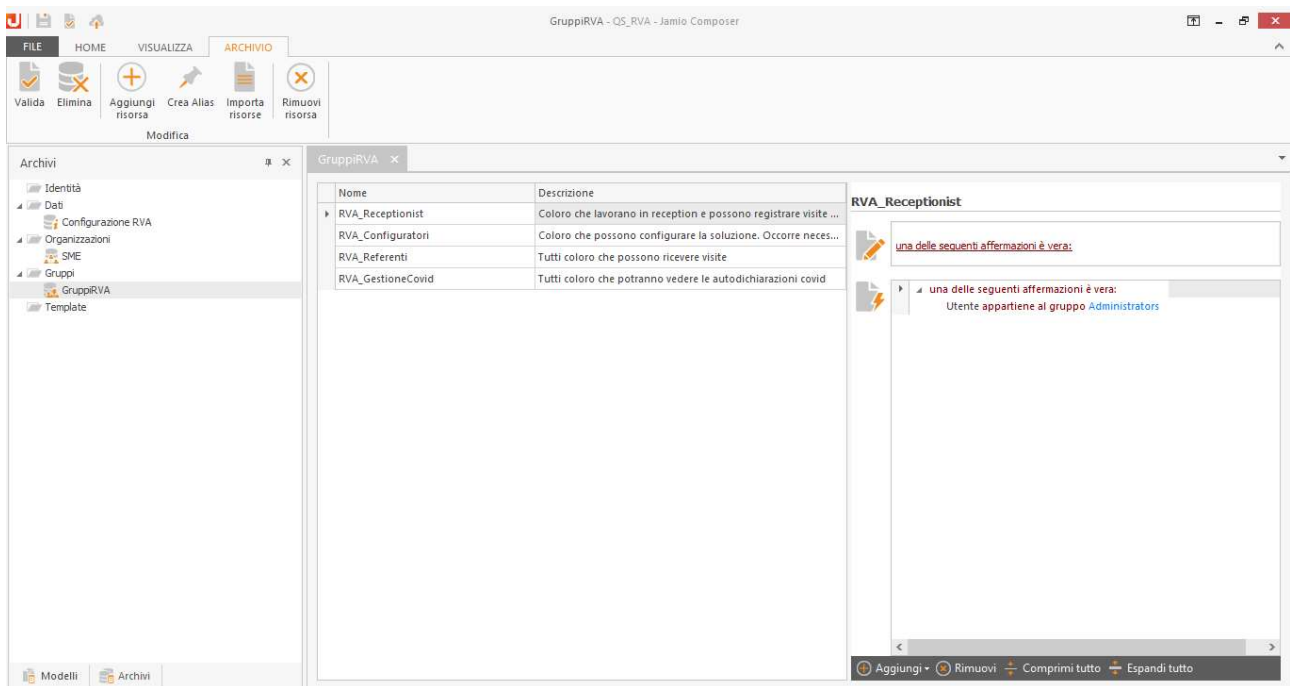 GruppiRVA - QS_RVA - Jamio Composer
FILE HOME VISUALIZZA ARCHIVIO
Valida Elimina Aggiungi risorsa Crea Alias Importa risorse Rimuovi risorsa
Modifica
Archivi
Identità
Dati
Configurazione RVA
Organizzazioni
SME
Gruppi
GruppiRVA
Template
Modelli Archivi
GruppiRVA
Nome Descrizione
RVA_Receptionist Coloro che lavorano in reception e possono registrare visite ...
RVA_Configuratori Coloro che possono configurare la soluzione. Occorre neces...
RVA_Referenti Tutti coloro che possono ricevere visite
RVA_GestioneCovid Tutti coloro che potranno vedere le autodichiarazioni covid
RVA_Receptionist
una delle seguenti affermazioni è vera:
una delle seguenti affermazioni è vera:
Utente appartiene al gruppo Administrators
Aggiungi Rimuovi Comprimi tutto Espandi tutto